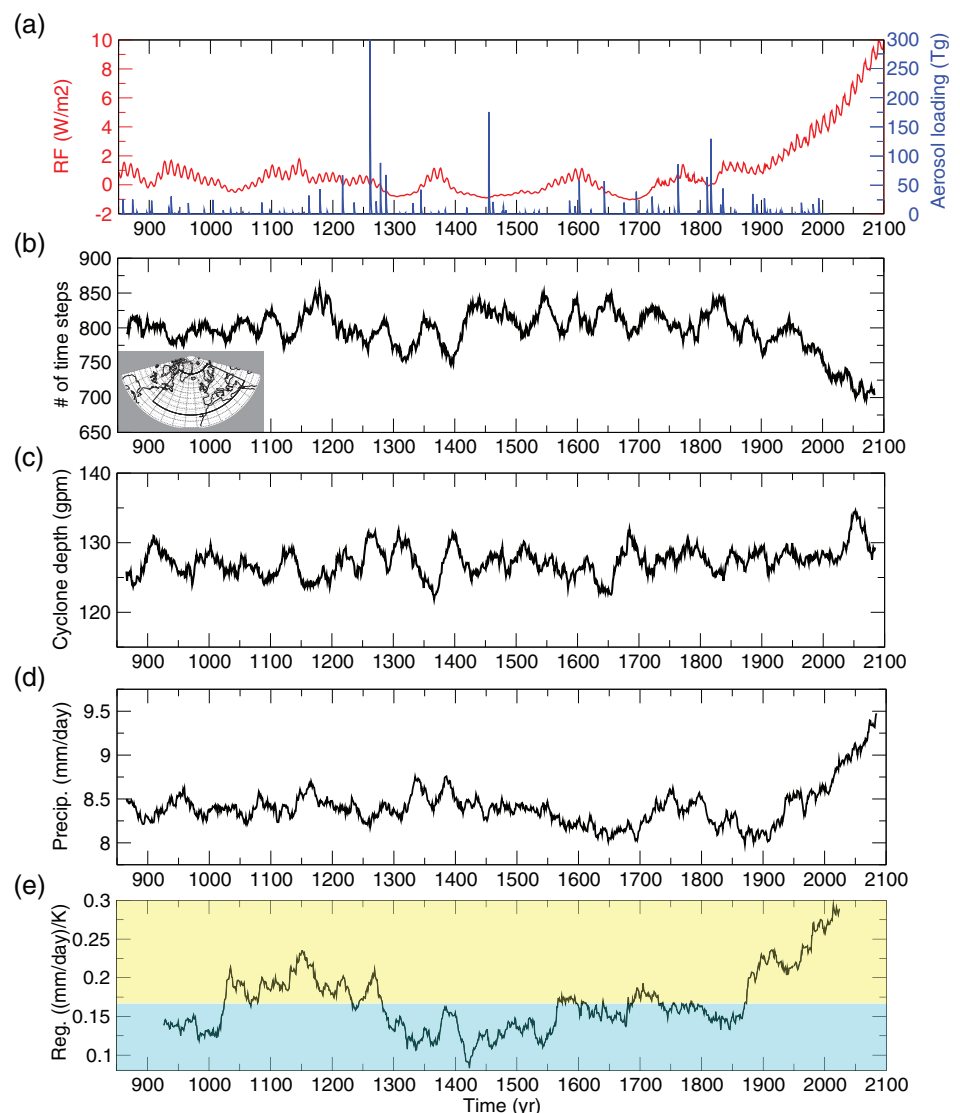 (a)
10
8
6
4
2
0
-2
RF (W/m2)
300
250
200
150
100
50
0
Aerosol loading (Tg)
900 1000 1100 1200 1300 1400 1500 1600 1700 1800 1900 2000 2100
(b)
900
850
800
750
700
650
# of time steps
900 1000 1100 1200 1300 1400 1500 1600 1700 1800 1900 2000 2100
(c)
140
130
120
Cyclone depth (gpm)
900 1000 1100 1200 1300 1400 1500 1600 1700 1800 1900 2000 2100
(d)
9.5
9
8.5
8
Precip. (mm/day)
900 1000 1100 1200 1300 1400 1500 1600 1700 1800 1900 2000 2100
(e)
0.3
0.25
0.2
0.15
0.1
Reg. ((mm/day)/K)
900 1000 1100 1200 1300 1400 1500 1600 1700 1800 1900 2000 2100
Time (yr)